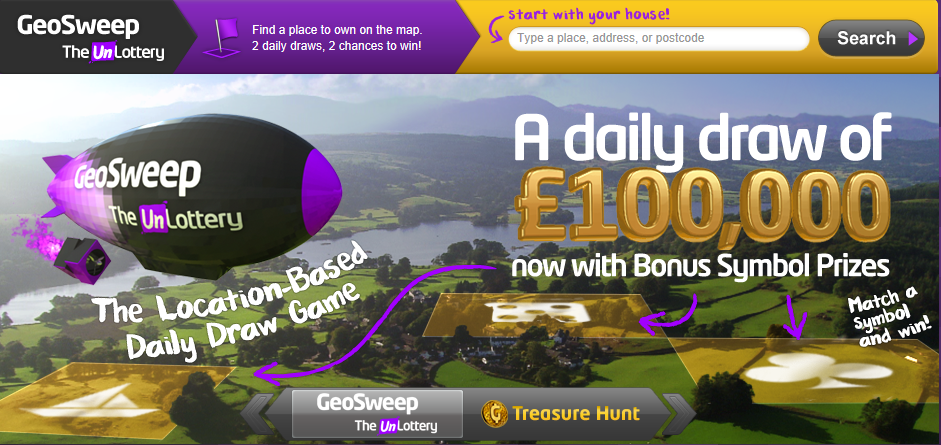 GeoSweep
The UnLottery
Find a place to own on the map.
2 daily draws, 2 chances to win!
start with your house!
Type a place, address, or postcode
Search
GeoSweep
The UnLottery
A daily draw of
£100,000
now with Bonus Symbol Prizes
The Location-Based
Daily Draw Game
Match a
Symbol
and win!
GeoSweep
The UnLottery
G Treasure Hunt